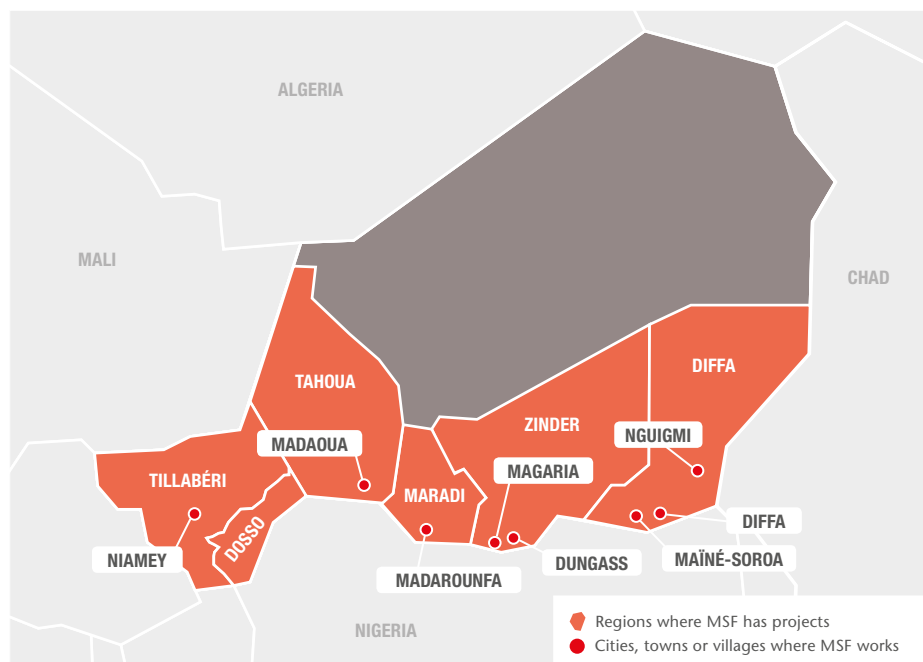 ALGERIA
MALI
CHAD
TAHOUA
DIFFA
ZINDER
NGUIGMI
MADAOUA
MAGARIA
TILLABÉRI
MARADI
DIFFA
DOSSO
NIAMEY
DUNGASS
MAÏNÉ-SOROA
MADAROUNFA
NIGERIA
Regions where MSF has projects
Cities, towns or villages where MSF works